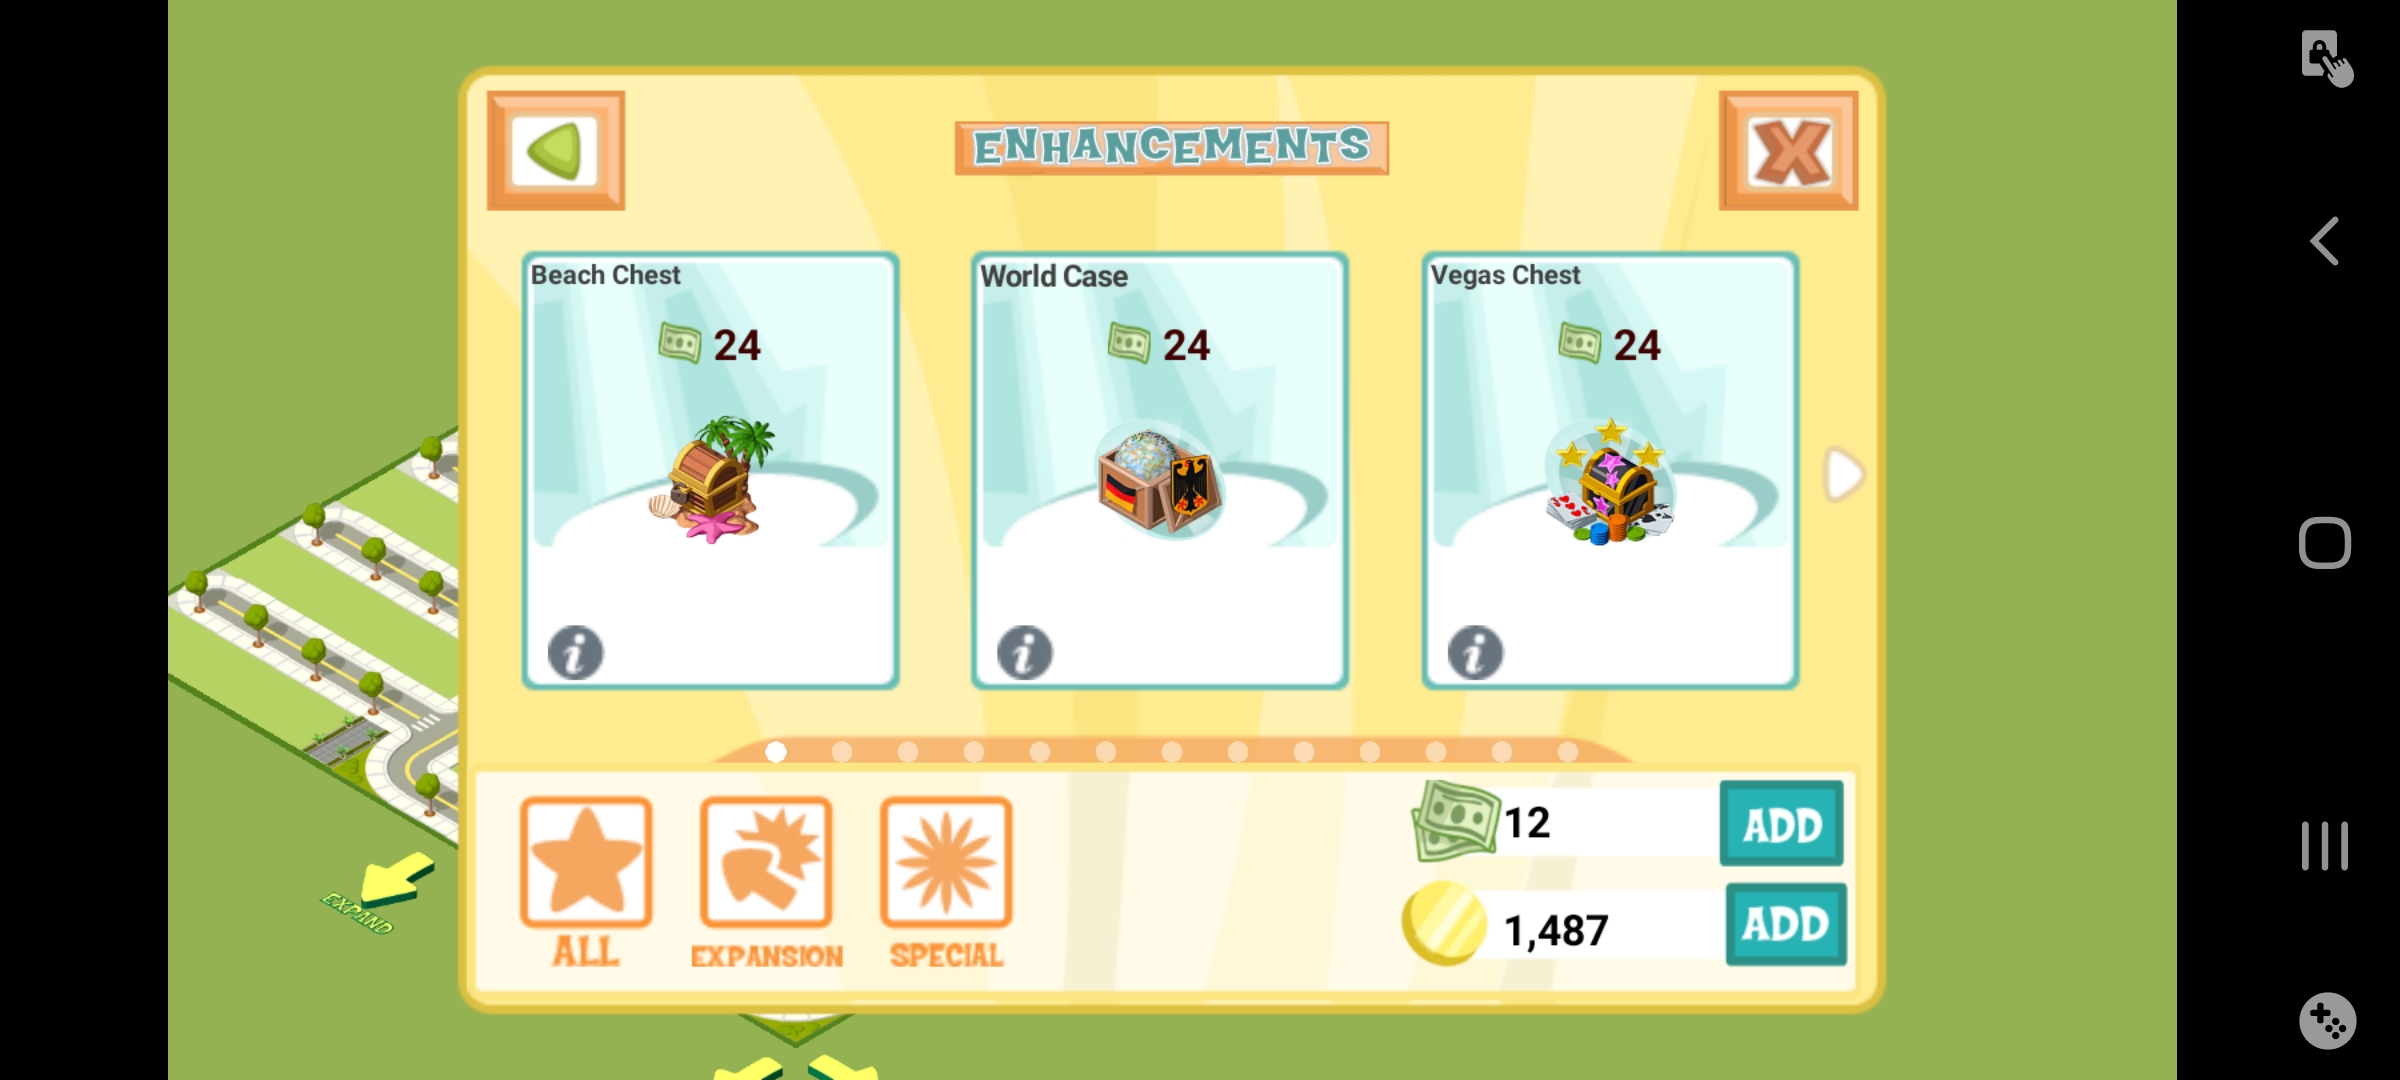 ENHANCEMENTS
Beach Chest
24
World Case
24
Vegas Chest
24
EXPAND
ALL
EXPANSION
SPECIAL
12
ADD
1,487
ADD